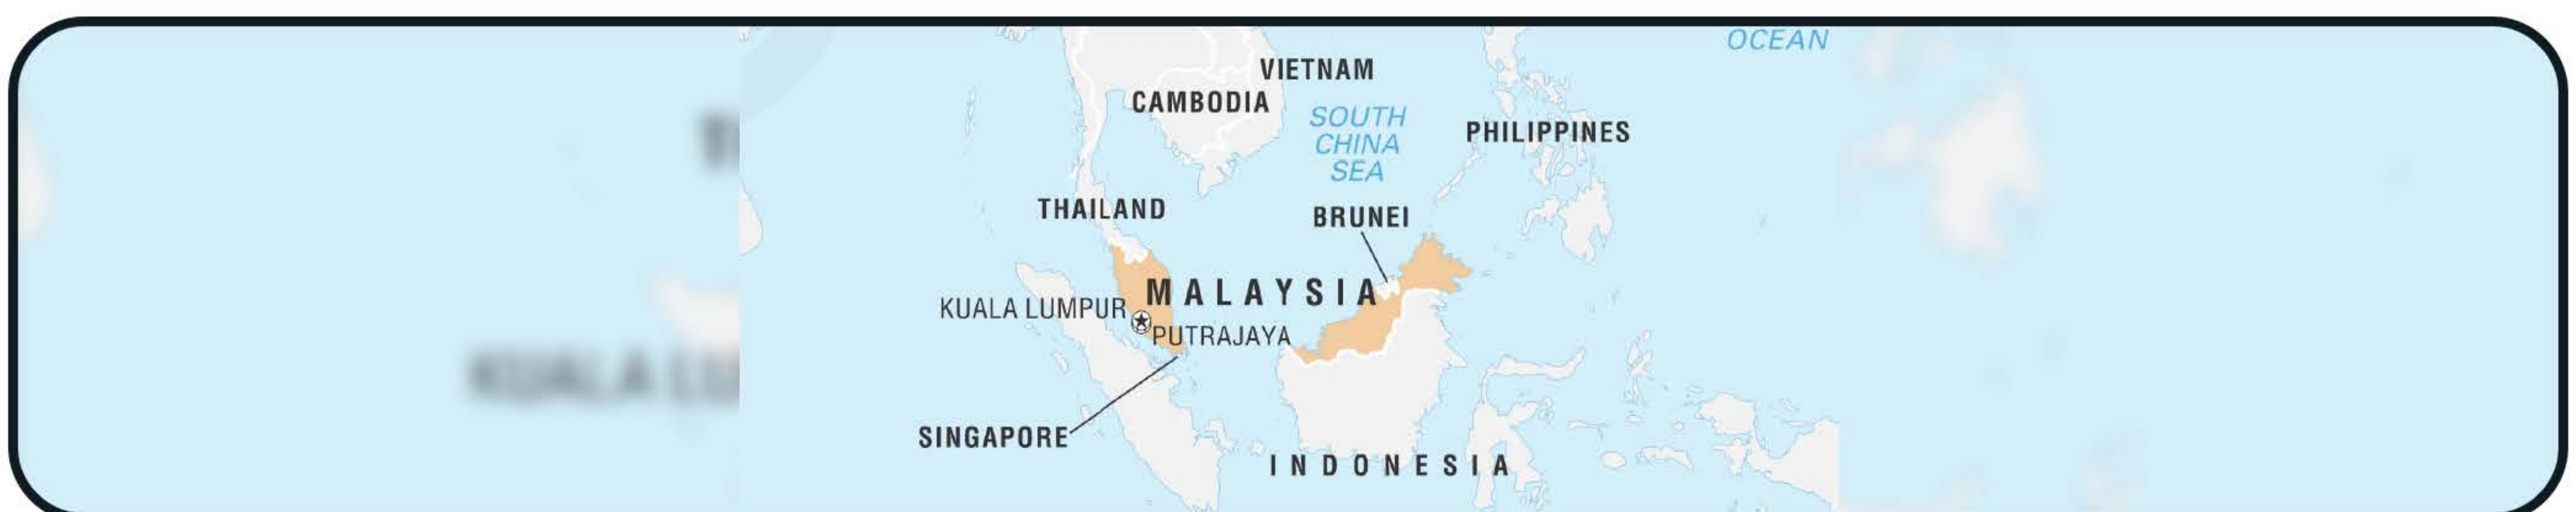 OCEAN
VIETNAM
CAMBODIA
SOUTH
CHINA
SEA
PHILIPPINES
THAILAND
BRUNEI
MALAYSIA
KUALA LUMPUR
PUTRAJAYA
SINGAPORE
INDONESIA